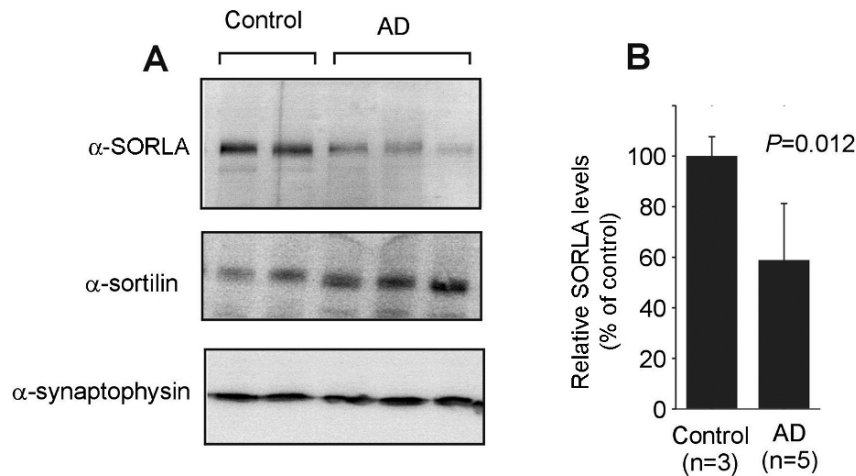 Control
AD
A
α-SORLA
α-sortilin
α-synaptophysin
B
P=0.012
Relative SORLA levels
(% of control)
100
80
60
40
20
0
Control
(n=3)
AD
(n=5)